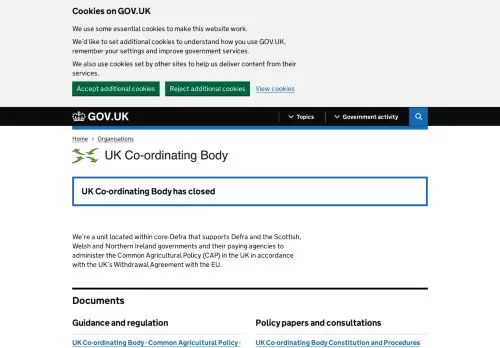 Cookies on GOV.UK
We use some essential cookies to make this website work.
We'd like to set additional cookies to understand how you use GOV.UK,
remember your settings and improve government services.
We also use cookies set by other sites to help us deliver content from their
services.
Accept additional cookies
Reject additional cookies
View cookies
GOV.UK
Topics
Government activity
Home
Organisations
UK Co-ordinating Body
UK Co-ordinating Body has closed
We're a unit located within core-Defra that supports Defra and the Scottish,
Welsh and Northern Ireland governments and their paying agencies to
administer the Common Agricultural Policy (CAP) in the UK in accordance
with the UK's Withdrawal Agreement with the EU.
Documents
Guidance and regulation
Policy papers and consultations
UK Co-ordinating Body - Common Agricultural Policy -
UK Co-ordinating Body Constitution and Procedures